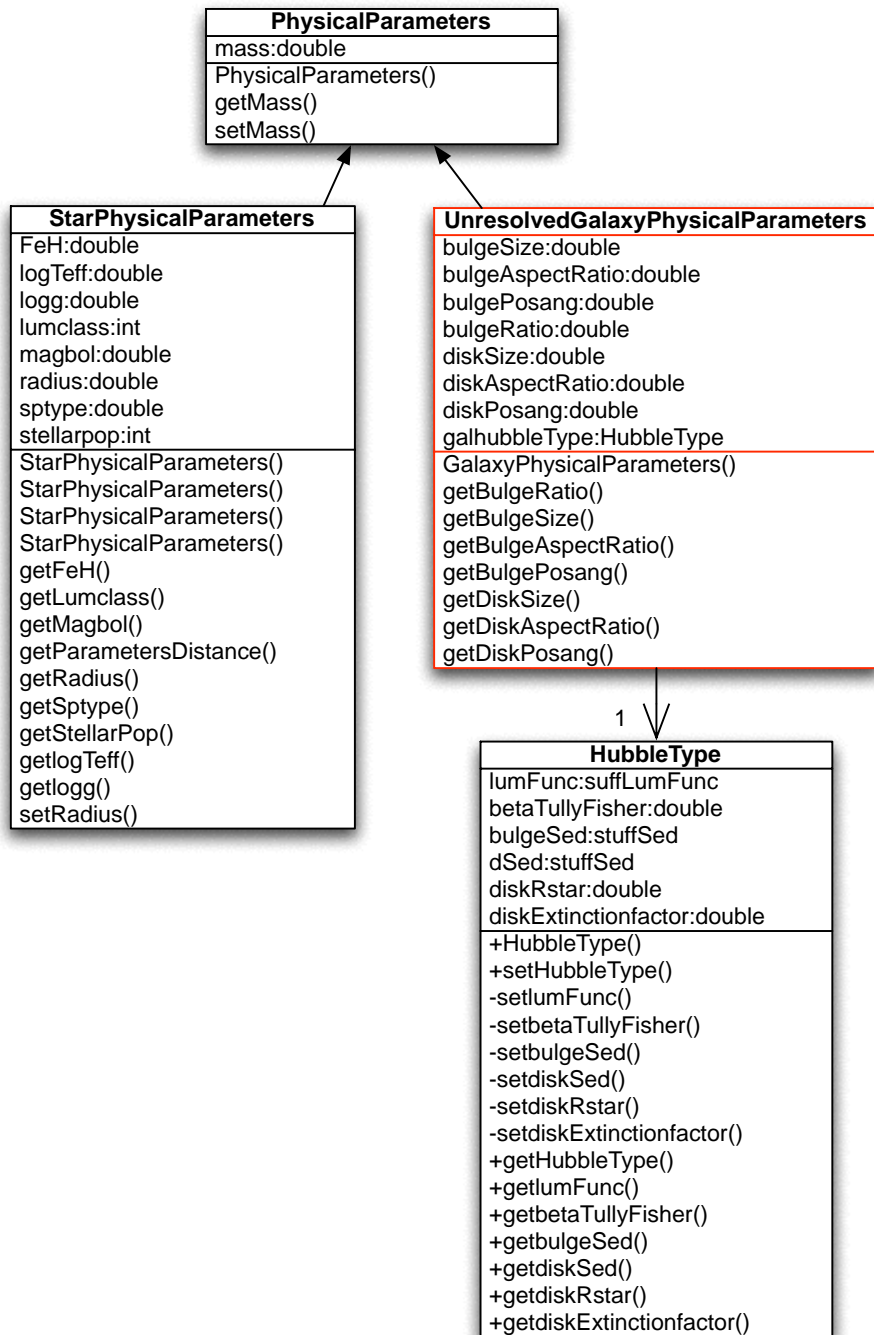 PhysicalParameters
mass:double
PhysicalParameters()
getMass()
setMass()
StarPhysicalParameters
FeH:double
logTeff:double
logg:double
lumclass:int
magbol:double
radius:double
sptype:double
stellarpop:int
StarPhysicalParameters()
StarPhysicalParameters()
StarPhysicalParameters()
StarPhysicalParameters()
getFeH()
getLumclass()
getMagbol()
getParametersDistance()
getRadius()
getSptype()
getStellarPop()
getlogTeff()
getlogg()
setRadius()
UnresolvedGalaxyPhysicalParameters
bulgeSize:double
bulgeAspectRatio:double
bulgePosang:double
bulgeRatio:double
diskSize:double
diskAspectRatio:double
diskPosang:double
galhubbleType:HubbleType
GalaxyPhysicalParameters()
getBulgeRatio()
getBulgeSize()
getBulgeAspectRatio()
getBulgePosang()
getDiskSize()
getDiskAspectRatio()
getDiskPosang()
1
HubbleType
lumFunc:suffLumFunc
betaTullyFisher:double
bulgeSed:stuffSed
dSed:stuffSed
diskRstar:double
diskExtinctionfactor:double
+HubbleType()
+setHubbleType()
-setlumFunc()
-setbetaTullyFisher()
-setbulgeSed()
-setdiskSed()
-setdiskRstar()
-setdiskExtinctionfactor()
+getHubbleType()
+getlumFunc()
+getbetaTullyFisher()
+getbulgeSed()
+getdiskSed()
+getdiskRstar()
+getdiskExtinctionfactor()